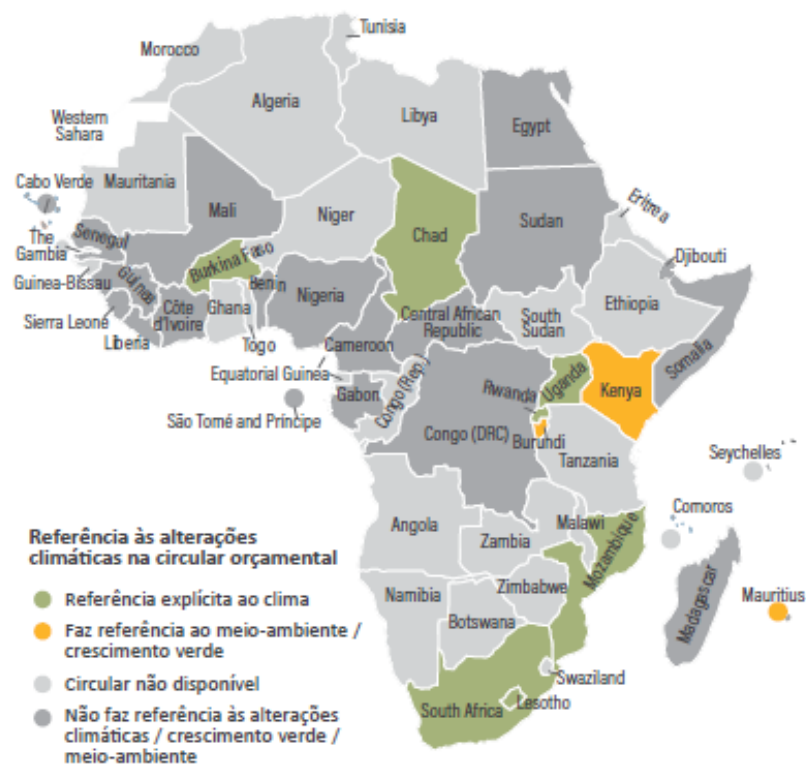 Tunisia
Morocco
Algeria
Libya
Egypt
Western
Sahara
Mauritania
Cabo Verde
Mali
Niger
Chad
Sudan
Eritrea
Senegal
The
Gambia
Burkina Faso
Djibouti
Guinea-Bissau
Guinea
Benin
Nigeria
Ethiopia
Côte
d'Ivoire
Ghana
Central African
Republic
South
Sudan
Sierra Leone
Liberia
Togo
Cameroon
Somalia
Equatorial Guinea
Gabon
Congo (Rep.)
Rwanda
Uganda
Kenya
São Tomé and Príncipe
Congo (DRC)
Burundi
Tanzania
Seychelles
Comoros
Angola
Malawi
Zambia
Mozambique
Zimbabwe
Namibia
Botswana
Madagascar
Mauritius
Swaziland
South Africa
Lesotho
Referência às alterações
climáticas na circular orçamental
Referência explícita ao clima
Faz referência ao meio-ambiente /
crescimento verde
Circular não disponível
Não faz referência às alterações
climáticas / crescimento verde /
meio-ambiente